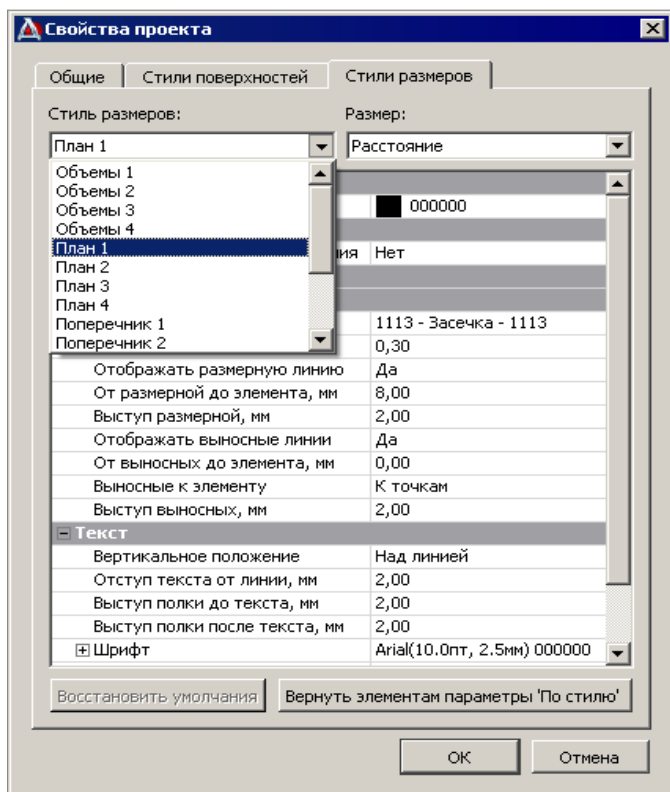 Свойства проекта
Общие
Стили поверхностей
Стили размеров
Стиль размеров:
Размер:
План 1
Расстояние
Объемы 1
Объемы 2
Объемы 3
Объемы 4
План 1
План 2
План 3
План 4
Поперечник 1
Поперечник 2
000000
Нет
1113 - Засечка - 1113
0,30
Отображать размерную линию Да
От размерной до элемента, мм 8,00
Выступ размерной, мм 2,00
Отображать выносные линии Да
От выносных до элемента, мм 0,00
Выносные к элементу К точкам
Выступ выносных, мм 2,00
Текст
Вертикальное положение Над линией
Отступ текста от линии, мм 2,00
Выступ полки до текста, мм 2,00
Выступ полки после текста, мм 2,00
Шрифт Arial(10.0пт, 2.5мм) 000000
Восстановить умолчания
Вернуть элементам параметры 'По стилю'
ОК
Отмена